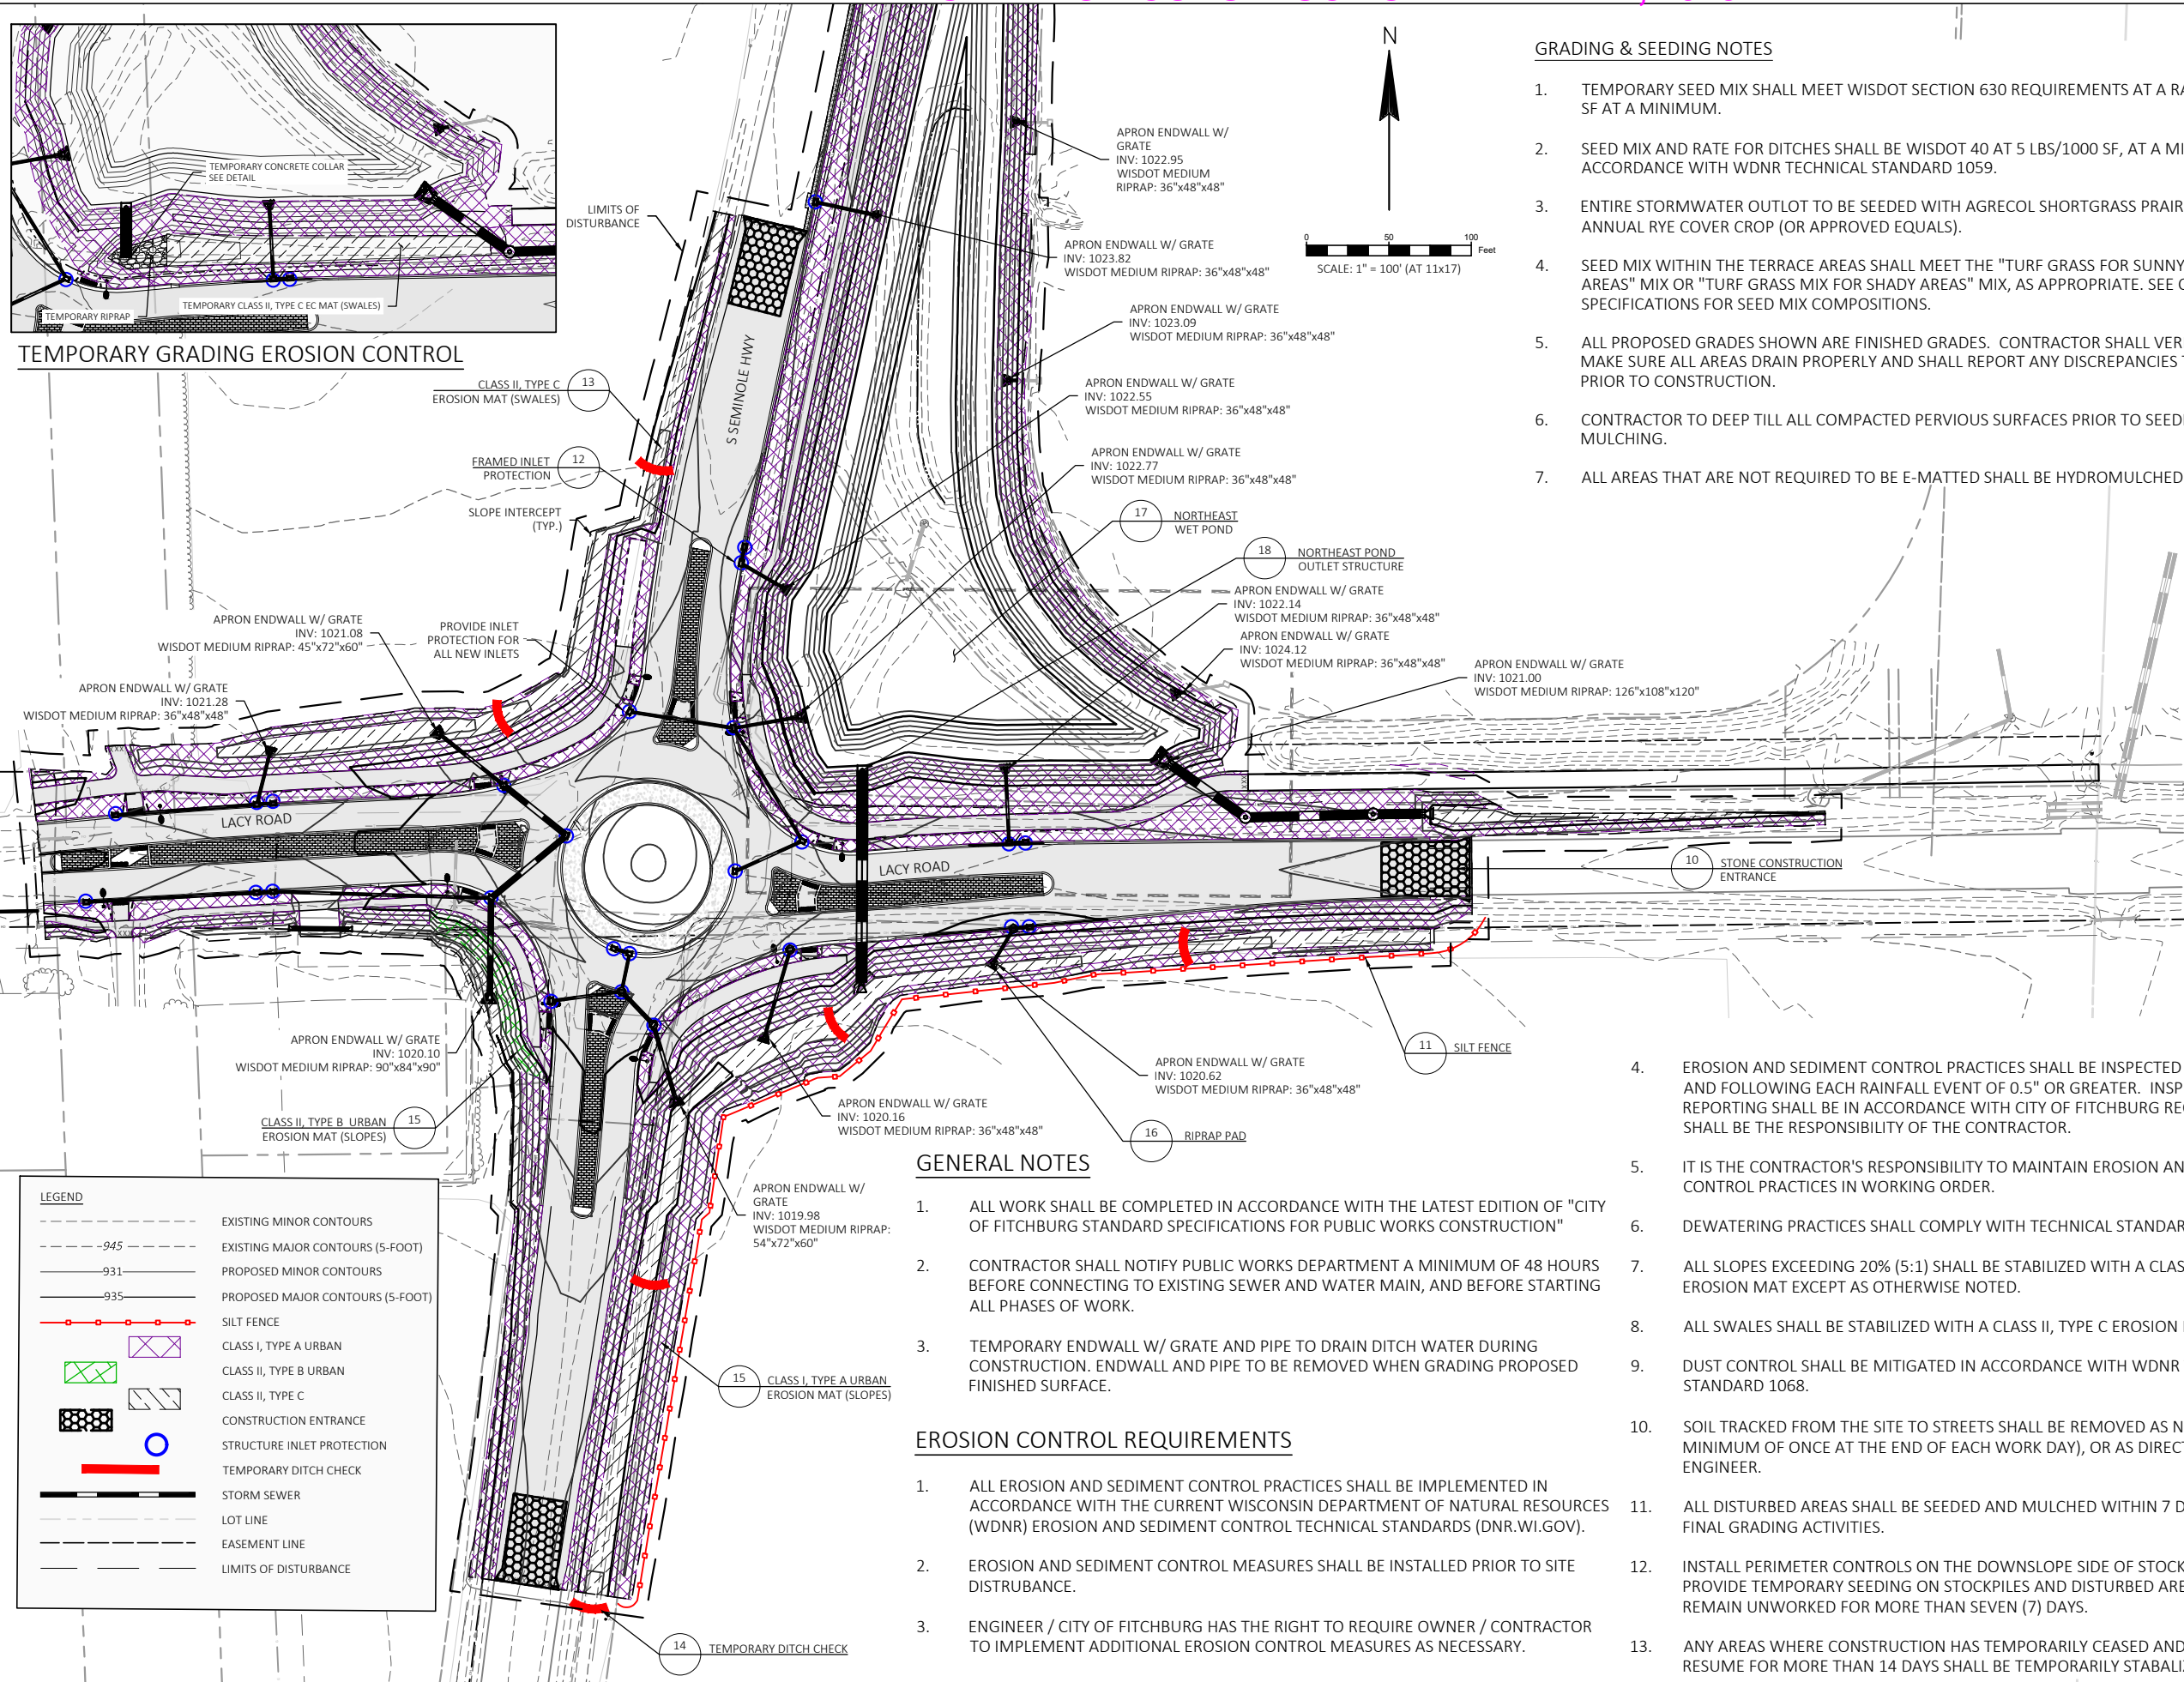 TEMPORARY CONCRETE COLLAR
SEE DETAIL
TEMPORARY CLASS II, TYPE C EC MAT (SWALES)
TEMPORARY RIPRAP
TEMPORARY GRADING EROSION CONTROL
N
0 50 100
Feet
SCALE: 1" = 100' (AT 11x17)
GRADING & SEEDING NOTES
1. TEMPORARY SEED MIX SHALL MEET WISDOT SECTION 630 REQUIREMENTS AT A
SF AT A MINIMUM.
2. SEED MIX AND RATE FOR DITCHES SHALL BE WISDOT 40 AT 5 LBS/1000 SF, AT A
ACCORDANCE WITH WDNR TECHNICAL STANDARD 1059.
3. ENTIRE STORMWATER OUTLOT TO BE SEEDED WITH AGRECOL SHORTGRASS
ANNUAL RYE COVER CROP (OR APPROVED EQUALS).
4. SEED MIX WITHIN THE TERRACE AREAS SHALL MEET THE "TURF GRASS FOR SUNNY
AREAS" MIX OR "TURF GRASS MIX FOR SHADY AREAS" MIX, AS APPROPRIATE. SEE
SPECIFICATIONS FOR SEED MIX COMPOSITIONS.
5. ALL PROPOSED GRADES SHOWN ARE FINISHED GRADES. CONTRACTOR SHALL
MAKE SURE ALL AREAS DRAIN PROPERLY AND SHALL REPORT ANY DISCREPANCIES
PRIOR TO CONSTRUCTION.
6. CONTRACTOR TO DEEP TILL ALL COMPACTED PERVIOUS SURFACES PRIOR TO
MULCHING.
7. ALL AREAS THAT ARE NOT REQUIRED TO BE E-MATTED SHALL BE HYDROMULCHED
LIMITS OF
DISTURBANCE
APRON ENDWALL W/
GRATE
INV: 1022.95
WISDOT MEDIUM
RIPRAP: 36"x48"x48"
APRON ENDWALL W/ GRATE
INV: 1023.82
WISDOT MEDIUM RIPRAP: 36"x48"x48"
APRON ENDWALL W/ GRATE
INV: 1023.09
WISDOT MEDIUM RIPRAP: 36"x48"x48"
APRON ENDWALL W/ GRATE
INV: 1022.55
WISDOT MEDIUM RIPRAP: 36"x48"x48"
APRON ENDWALL W/ GRATE
INV: 1022.77
WISDOT MEDIUM RIPRAP: 36"x48"x48"
17 NORTHEAST
WET POND
18 NORTHEAST POND
OUTLET STRUCTURE
APRON ENDWALL W/ GRATE
INV: 1022.14
WISDOT MEDIUM RIPRAP: 36"x48"x48"
APRON ENDWALL W/ GRATE
INV: 1024.12
WISDOT MEDIUM RIPRAP: 36"x48"x48"
APRON ENDWALL W/ GRATE
INV: 1021.00
WISDOT MEDIUM RIPRAP: 126"x108"x120"
S SEMINOLE HWY
CLASS II, TYPE C
EROSION MAT (SWALES)
13
FRAMED INLET
PROTECTION
12
SLOPE INTERCEPT
(TYP.)
PROVIDE INLET
PROTECTION FOR
ALL NEW INLETS
APRON ENDWALL W/ GRATE
INV: 1021.08
WISDOT MEDIUM RIPRAP: 45"x72"x60"
APRON ENDWALL W/ GRATE
INV: 1021.28
WISDOT MEDIUM RIPRAP: 36"x48"x48"
LACY ROAD
LACY ROAD
10 STONE CONSTRUCTION
ENTRANCE
11 SILT FENCE
APRON ENDWALL W/ GRATE
INV: 1020.10
WISDOT MEDIUM RIPRAP: 90"x84"x90"
CLASS II, TYPE B URBAN
EROSION MAT (SLOPES)
15
APRON ENDWALL W/ GRATE
INV: 1020.62
WISDOT MEDIUM RIPRAP: 36"x48"x48"
APRON ENDWALL W/ GRATE
INV: 1020.16
WISDOT MEDIUM RIPRAP: 36"x48"x48"
16 RIPRAP PAD
APRON ENDWALL W/
GRATE
INV: 1019.98
WISDOT MEDIUM RIPRAP:
54"x72"x60"
15 CLASS I, TYPE A URBAN
EROSION MAT (SLOPES)
14 TEMPORARY DITCH CHECK
LEGEND
EXISTING MINOR CONTOURS
945 EXISTING MAJOR CONTOURS (5-FOOT)
931 PROPOSED MINOR CONTOURS
935 PROPOSED MAJOR CONTOURS (5-FOOT)
SILT FENCE
CLASS I, TYPE A URBAN
CLASS II, TYPE B URBAN
CLASS II, TYPE C
CONSTRUCTION ENTRANCE
STRUCTURE INLET PROTECTION
TEMPORARY DITCH CHECK
STORM SEWER
LOT LINE
EASEMENT LINE
LIMITS OF DISTURBANCE
GENERAL NOTES
1. ALL WORK SHALL BE COMPLETED IN ACCORDANCE WITH THE LATEST EDITION OF "CITY
OF FITCHBURG STANDARD SPECIFICATIONS FOR PUBLIC WORKS CONSTRUCTION"
2. CONTRACTOR SHALL NOTIFY PUBLIC WORKS DEPARTMENT A MINIMUM OF 48 HOURS
BEFORE CONNECTING TO EXISTING SEWER AND WATER MAIN, AND BEFORE STARTING
ALL PHASES OF WORK.
3. TEMPORARY ENDWALL W/ GRATE AND PIPE TO DRAIN DITCH WATER DURING
CONSTRUCTION. ENDWALL AND PIPE TO BE REMOVED WHEN GRADING PROPOSED
FINISHED SURFACE.
EROSION CONTROL REQUIREMENTS
1. ALL EROSION AND SEDIMENT CONTROL PRACTICES SHALL BE IMPLEMENTED IN
ACCORDANCE WITH THE CURRENT WISCONSIN DEPARTMENT OF NATURAL RESOURCES
(WDNR) EROSION AND SEDIMENT CONTROL TECHNICAL STANDARDS (DNR.WI.GOV).
2. EROSION AND SEDIMENT CONTROL MEASURES SHALL BE INSTALLED PRIOR TO SITE
DISTRUBANCE.
3. ENGINEER / CITY OF FITCHBURG HAS THE RIGHT TO REQUIRE OWNER / CONTRACTOR
TO IMPLEMENT ADDITIONAL EROSION CONTROL MEASURES AS NECESSARY.
4. EROSION AND SEDIMENT CONTROL PRACTICES SHALL BE INSPECTED
AND FOLLOWING EACH RAINFALL EVENT OF 0.5" OR GREATER.
REPORTING SHALL BE IN ACCORDANCE WITH CITY OF FITCHBURG
SHALL BE THE RESPONSIBILITY OF THE CONTRACTOR.
5. IT IS THE CONTRACTOR'S RESPONSIBILITY TO MAINTAIN EROSION
CONTROL PRACTICES IN WORKING ORDER.
6. DEWATERING PRACTICES SHALL COMPLY WITH TECHNICAL
7. ALL SLOPES EXCEEDING 20% (5:1) SHALL BE STABILIZED WITH A
EROSION MAT EXCEPT AS OTHERWISE NOTED.
8. ALL SWALES SHALL BE STABILIZED WITH A CLASS II, TYPE C EROSION
9. DUST CONTROL SHALL BE MITIGATED IN ACCORDANCE WITH WDNR
STANDARD 1068.
10. SOIL TRACKED FROM THE SITE TO STREETS SHALL BE REMOVED AS
MINIMUM OF ONCE AT THE END OF EACH WORK DAY), OR AS
ENGINEER.
11. ALL DISTURBED AREAS SHALL BE SEEDED AND MULCHED WITHIN 7
FINAL GRADING ACTIVITIES.
12. INSTALL PERIMETER CONTROLS ON THE DOWNSLOPE SIDE OF
PROVIDE TEMPORARY SEEDING ON STOCKPILES AND DISTURBED
REMAIN UNWORKED FOR MORE THAN SEVEN (7) DAYS.
13. ANY AREAS WHERE CONSTRUCTION HAS TEMPORARILY CEASED AND
RESUME FOR MORE THAN 14 DAYS SHALL BE TEMPORARILY